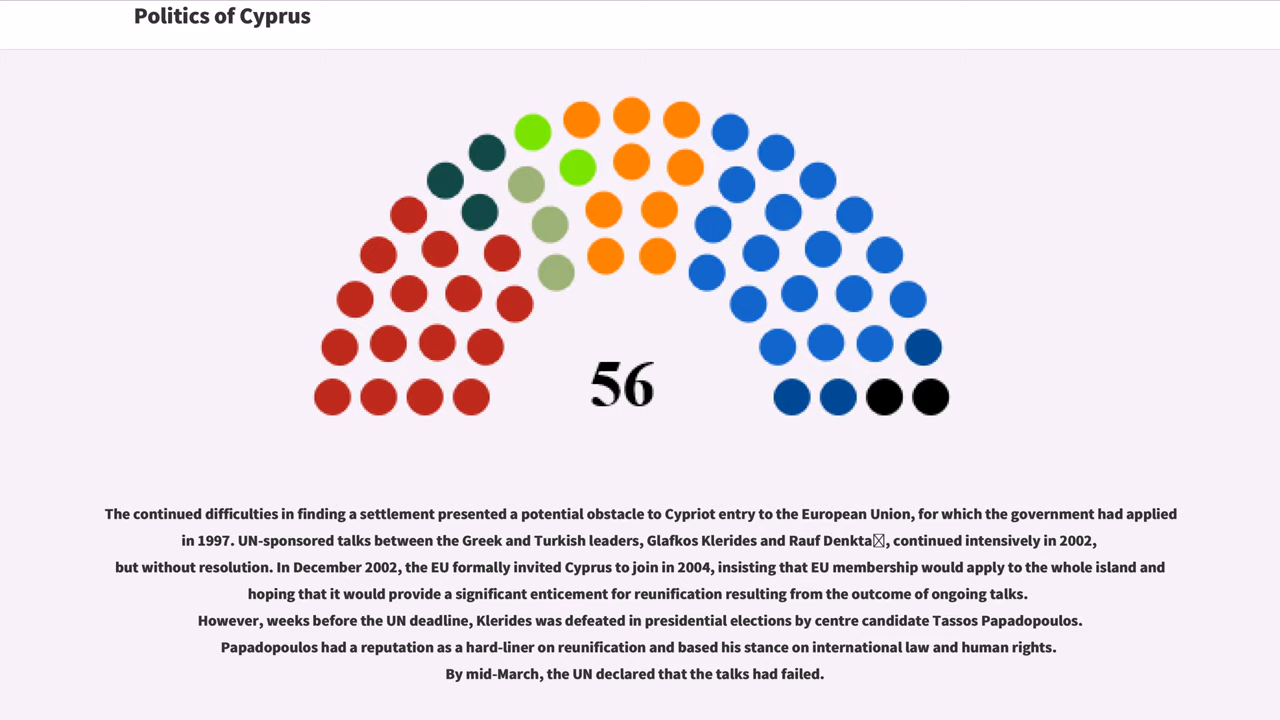 Politics of Cyprus
56
The continued difficulties in finding a settlement presented a potential obstacle to Cypriot entry to the European Union, for which the government had applied
in 1997. UN-sponsored talks between the Greek and Turkish leaders, Glafkos Klerides and Rauf Denkta□, continued intensively in 2002,
but without resolution. In December 2002, the EU formally invited Cyprus to join in 2004, insisting that EU membership would apply to the whole island and
hoping that it would provide a significant enticement for reunification resulting from the outcome of ongoing talks.
However, weeks before the UN deadline, Klerides was defeated in presidential elections by centre candidate Tassos Papadopoulos.
Papadopoulos had a reputation as a hard-liner on reunification and based his stance on international law and human rights.
By mid-March, the UN declared that the talks had failed.